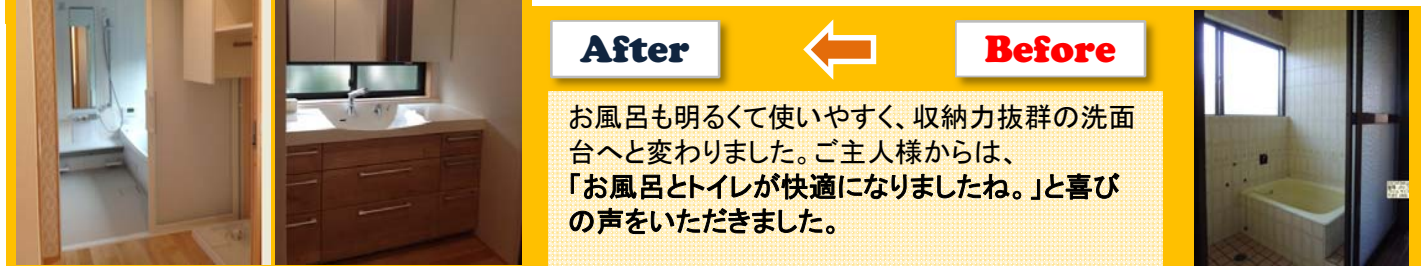 After
Before
お風呂も明るくて使いやすく、収納力抜群の洗面
台へと変わりました。ご主人様からは、
「お風呂とトイレが快適になりましたね。」と喜び
の声をいただきました。